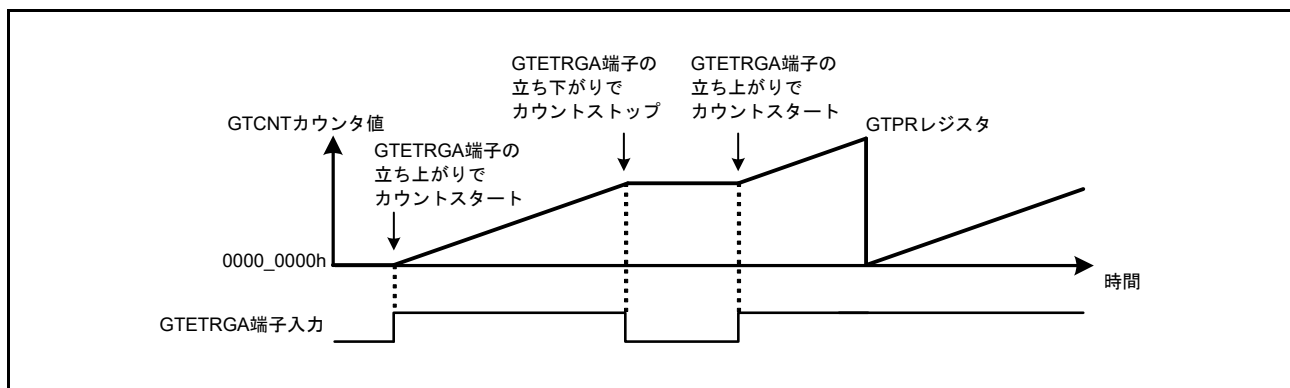 GTETRGA端子の
立ち下がりで
カウントストップ
GTETRGA端子の
立ち上がりで
カウントスタート
GTCNTカウンタ値
GTPRレジスタ
GTETRGA端子の
立ち上がりで
カウントスタート
0000_0000h
時間
GTETRGA端子入力